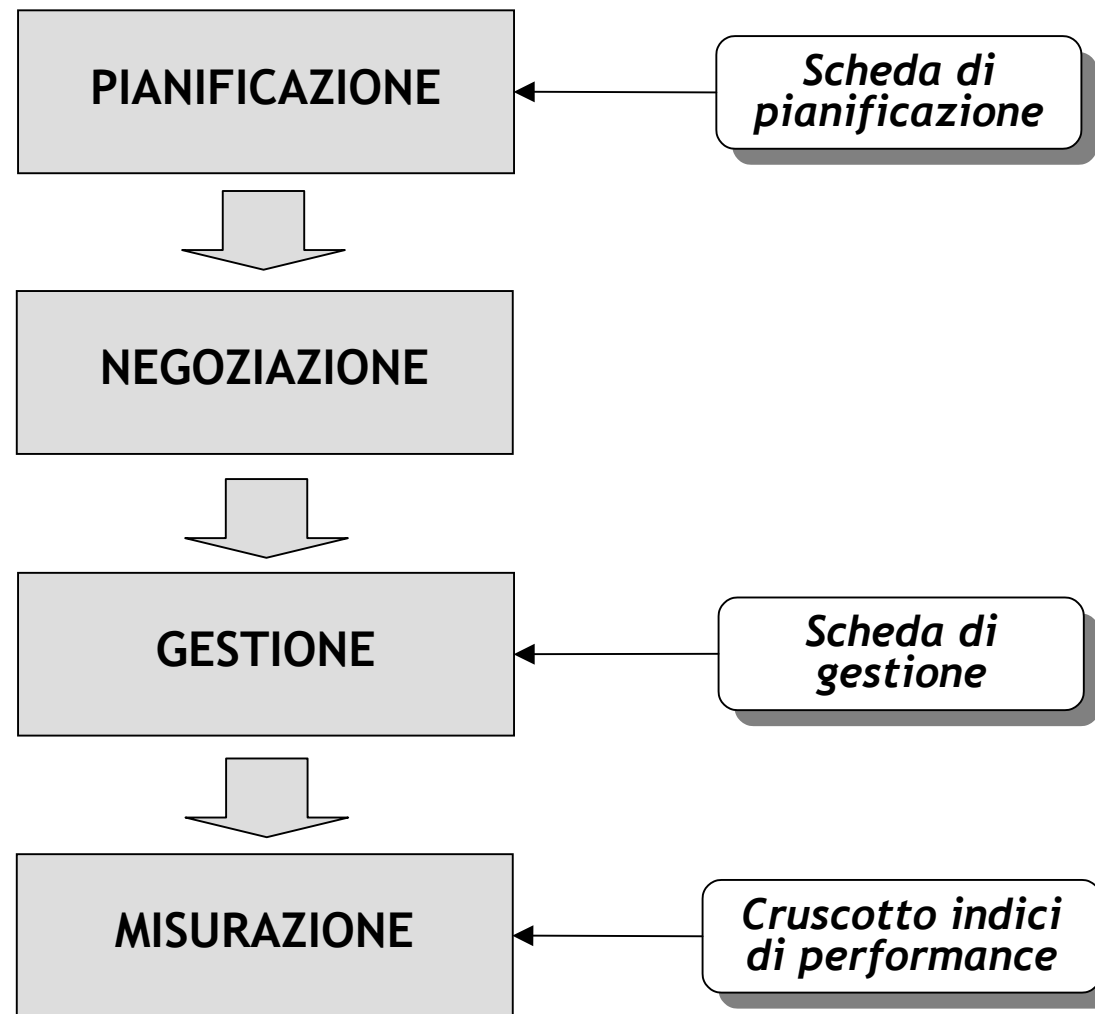 PIANIFICAZIONE
Scheda di
pianificazione
NEGOZIAZIONE
GESTIONE
Scheda di
gestione
MISURAZIONE
Cruscotto indici
di performance